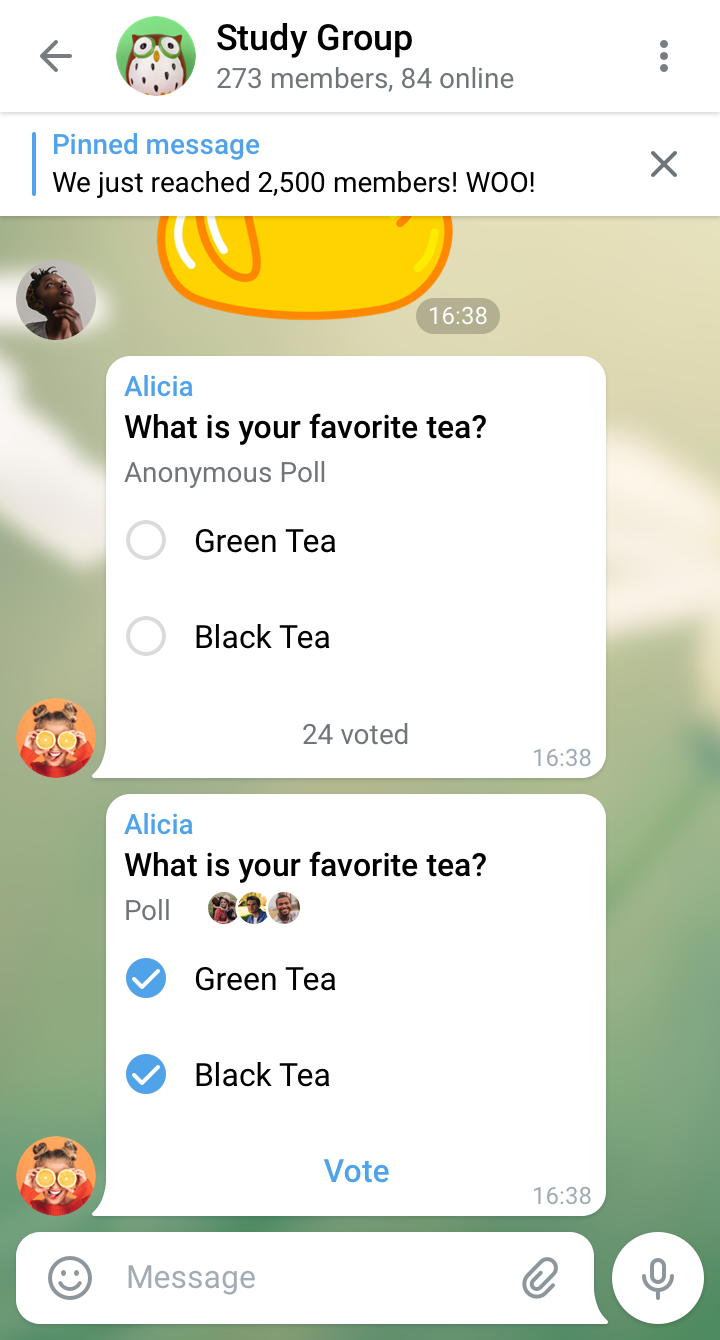 Study Group
273 members, 84 online
Pinned message
We just reached 2,500 members! WOO!
16:38
Alicia
What is your favorite tea?
Anonymous Poll
Green Tea
Black Tea
24 voted
16:38
Alicia
What is your favorite tea?
Poll
Green Tea
Black Tea
Vote
16:38
Message